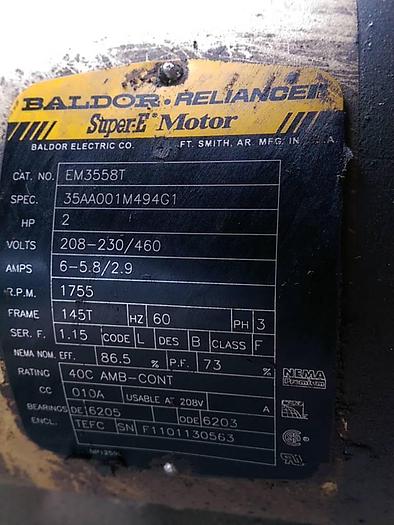 BALDOR • RELIANCER
Super-E Motor
BALDOR ELECTRIC CO. FT. SMITH, AR. MFG. IN
CAT. NO. EM3558T
SPEC. 35AA001M494G1
HP 2
VOLTS 208-230/460
AMPS 6-5.8/2.9
R.P.M. 1755
FRAME 145T HZ 60 PH 3
SER. F. 1.15 CODE L DES B CLASS F
NEMA NOM. EFF. 86.5 % P.F. 73 %
RATING 40C AMB-CONT
NEMA
Premium
CC 010A USABLE AT 208V A
BEARINGS DE 6205 ODE 6203
ENCL. TEFC SN F1101130563